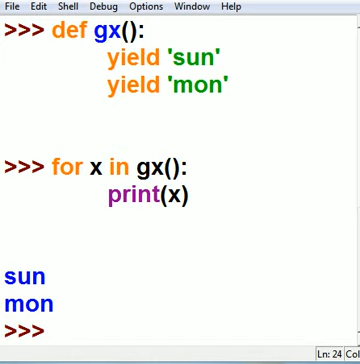 File Edit Shell Debug Options Window Help
>>> def gx():
yield 'sun'
yield 'mon'
>>> for x in gx():
print(x)
sun
mon
>>>
Ln: 24 Col